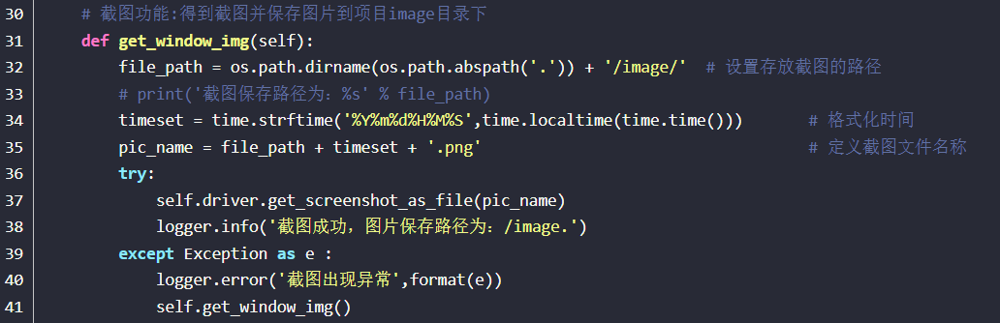 30 # 截图功能:得到截图并保存图片到项目image目录下
31 def get_window_img(self):
32 file_path = os.path.dirname(os.path.abspath('.')) + '/image/' # 设置存放截图的路径
33 # print('截图保存路径为：%s' % file_path)
34 timeset = time.strftime('%Y%m%d%H%M%S',time.localtime(time.time())) # 格式化时间
35 pic_name = file_path + timeset + '.png' # 定义截图文件名称
36 try:
37 self.driver.get_screenshot_as_file(pic_name)
38 logger.info('截图成功，图片保存路径为：/image.')
39 except Exception as e :
40 logger.error('截图出现异常',format(e))
41 self.get_window_img()